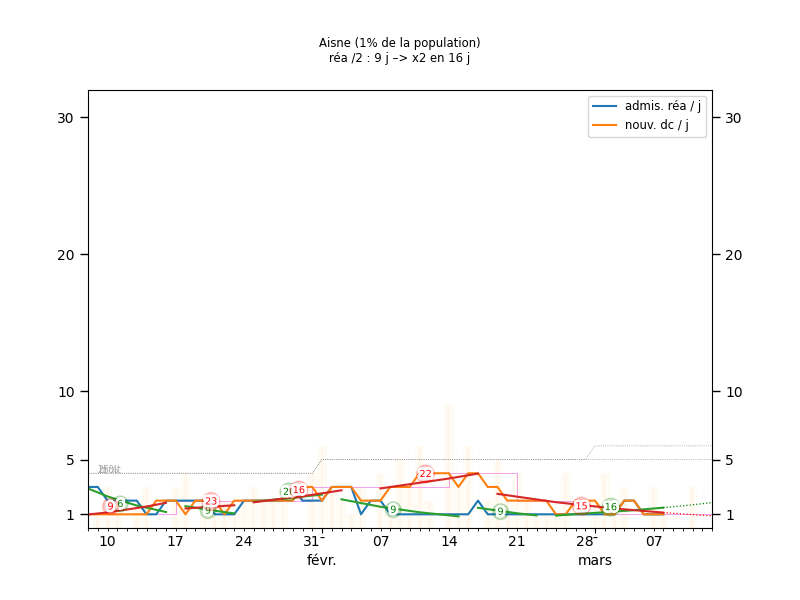 Aisne (1% de la population)
réa /2 : 9 j –> x2 en 16 j
admis. réa / j
nouv. dc / j
30 30
20 20
10 10
5 5
1 1
22
9 6 23 9 16 9 9 15 16
10 17 24 31 07 14 21 28 07
févr. mars